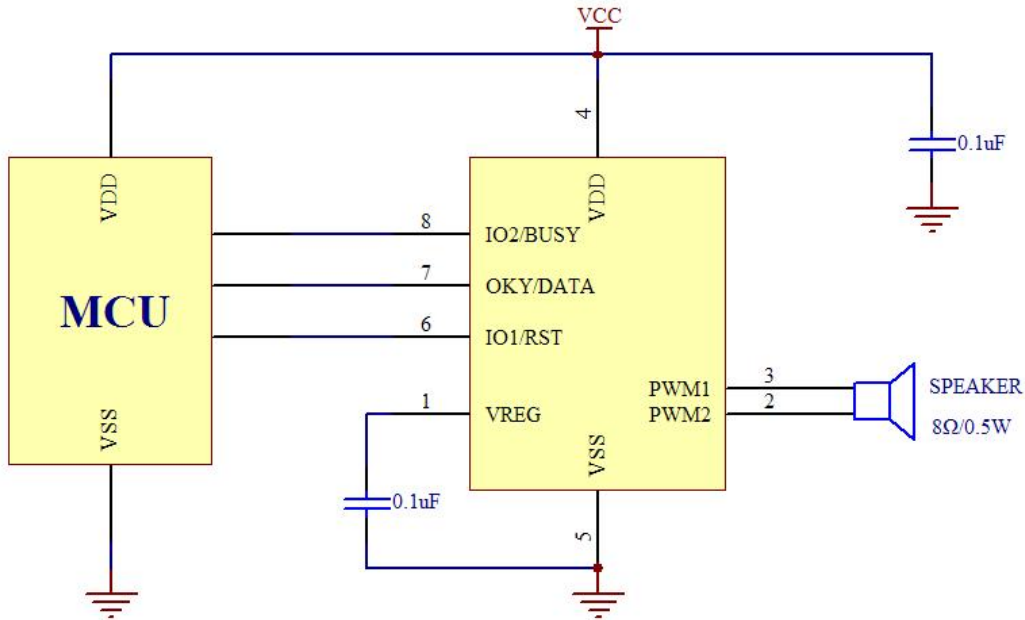 VCC
4
0.1uF
VDD
VDD
8
IO2/BUSY
7
OKY/DATA
MCU
6
IO1/RST
PWM1
3
SPEAKER
1
VREG
PWM2
2
8Ω/0.5W
VSS
VSS
0.1uF
5